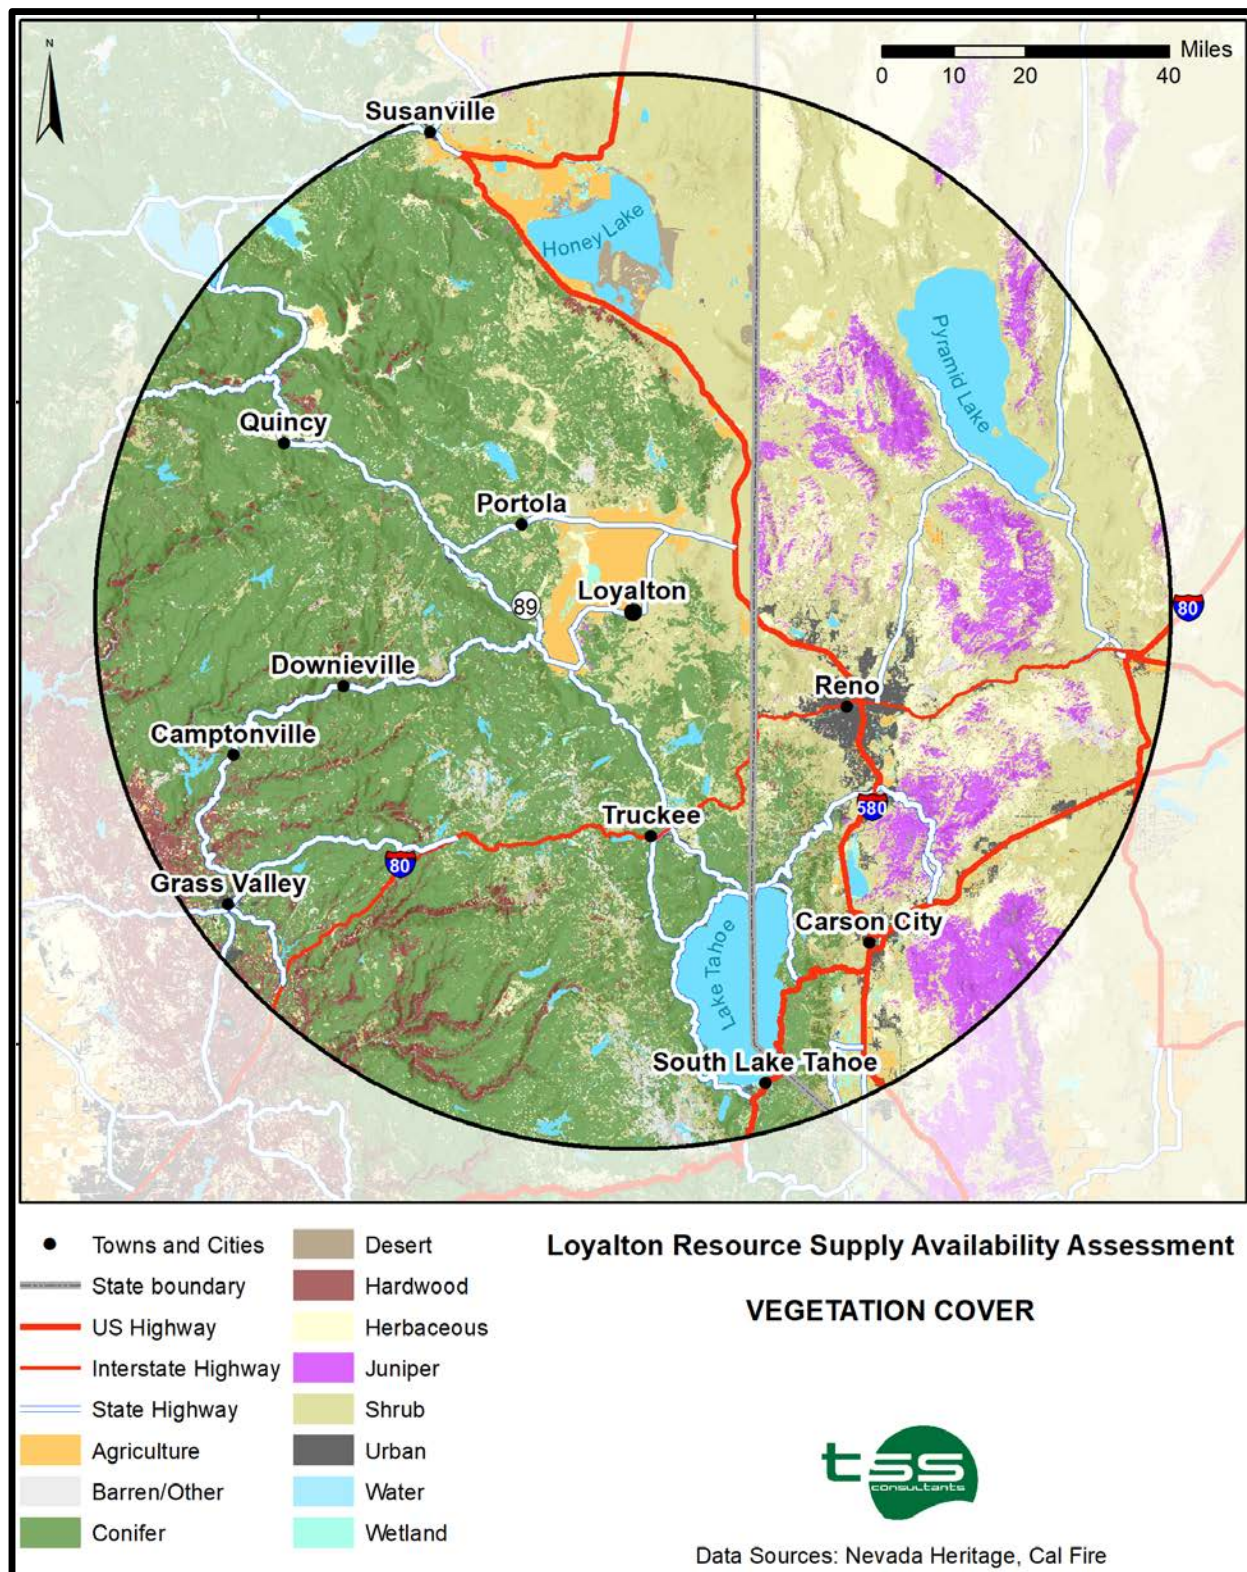 N
Miles
0 10 20 40
Susanville
Honey Lake
Pyramid Lake
Quincy
Portola
Loyalton
89
80
Downieville
Reno
Camptonville
Truckee
580
80
Grass Valley
Carson City
Lake Tahoe
South Lake Tahoe
Towns and Cities
State boundary
US Highway
Interstate Highway
State Highway
Agriculture
Barren/Other
Conifer
Desert
Hardwood
Herbaceous
Juniper
Shrub
Urban
Water
Wetland
Loyalton Resource Supply Availability Assessment
VEGETATION COVER
tss
consultants
Data Sources: Nevada Heritage, Cal Fire